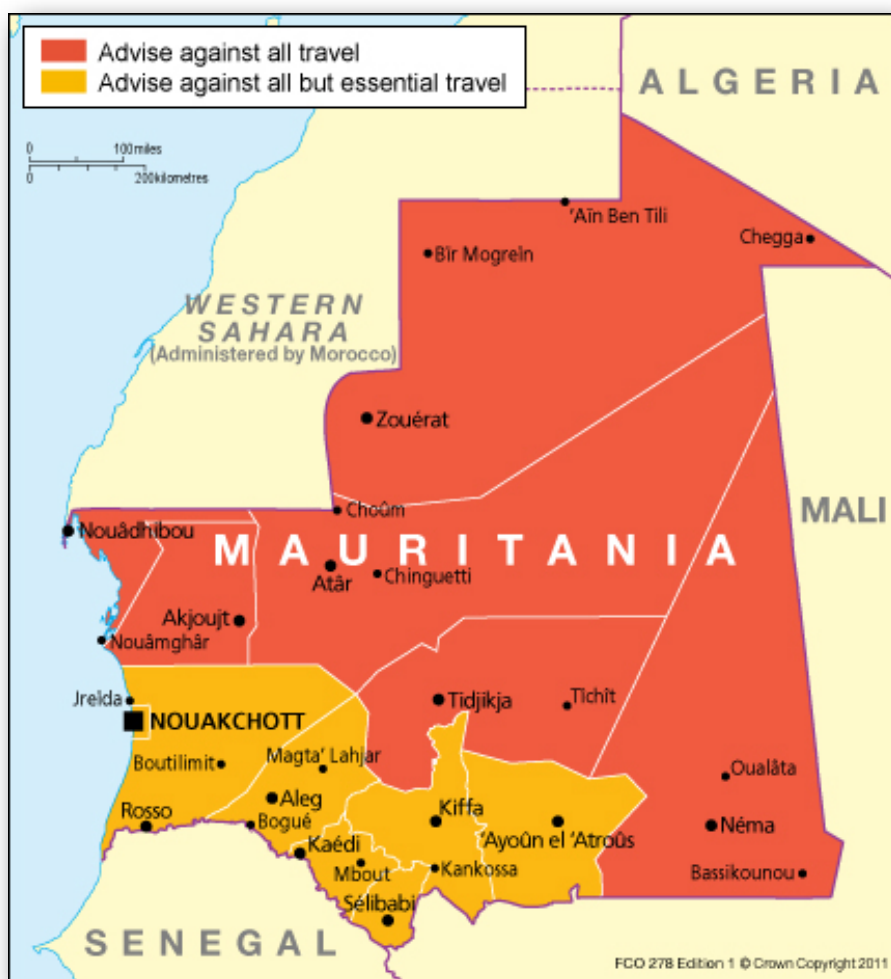 Advise against all travel
Advise against all but essential travel
ALGERIA
0 100miles
0 200kilometres
'Aïn Ben Tili
Chegga
Bîr Mogreïn
WESTERN
SAHARA
(Administered by Morocco)
Zouérat
Choûm
MALI
Nouâdhibou
MAURITANIA
Atâr
Chinguetti
Akjoujt
Nouâmghâr
Jreïda
Tidjikja
Tîchît
NOUAKCHOTT
Boutilimit
Magta' Lahjar
Oualâta
Aleg
Rosso
Bogué
Kiffa
'Ayoûn el 'Atroûs
Néma
Kaédi
Mbout
Kankossa
Bassikounou
Sélibabi
SENEGAL
FCO 278 Edition 1 © Crown Copyright 2011